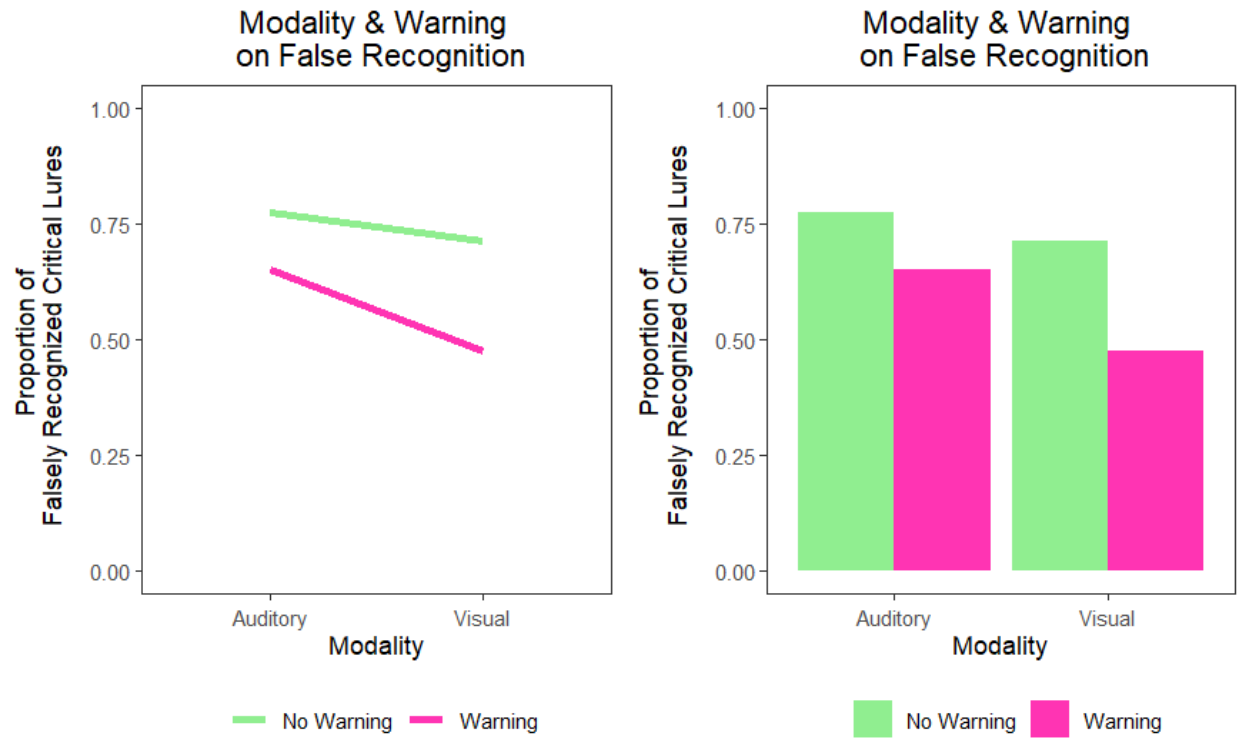 Modality & Warning
on False Recognition
Proportion of
Falsely Recognized Critical Lures
1.00
0.75
0.50
0.25
0.00
Auditory
Visual
Modality
No Warning
Warning
Modality & Warning
on False Recognition
Proportion of
Falsely Recognized Critical Lures
1.00
0.75
0.50
0.25
0.00
Auditory
Visual
Modality
No Warning
Warning